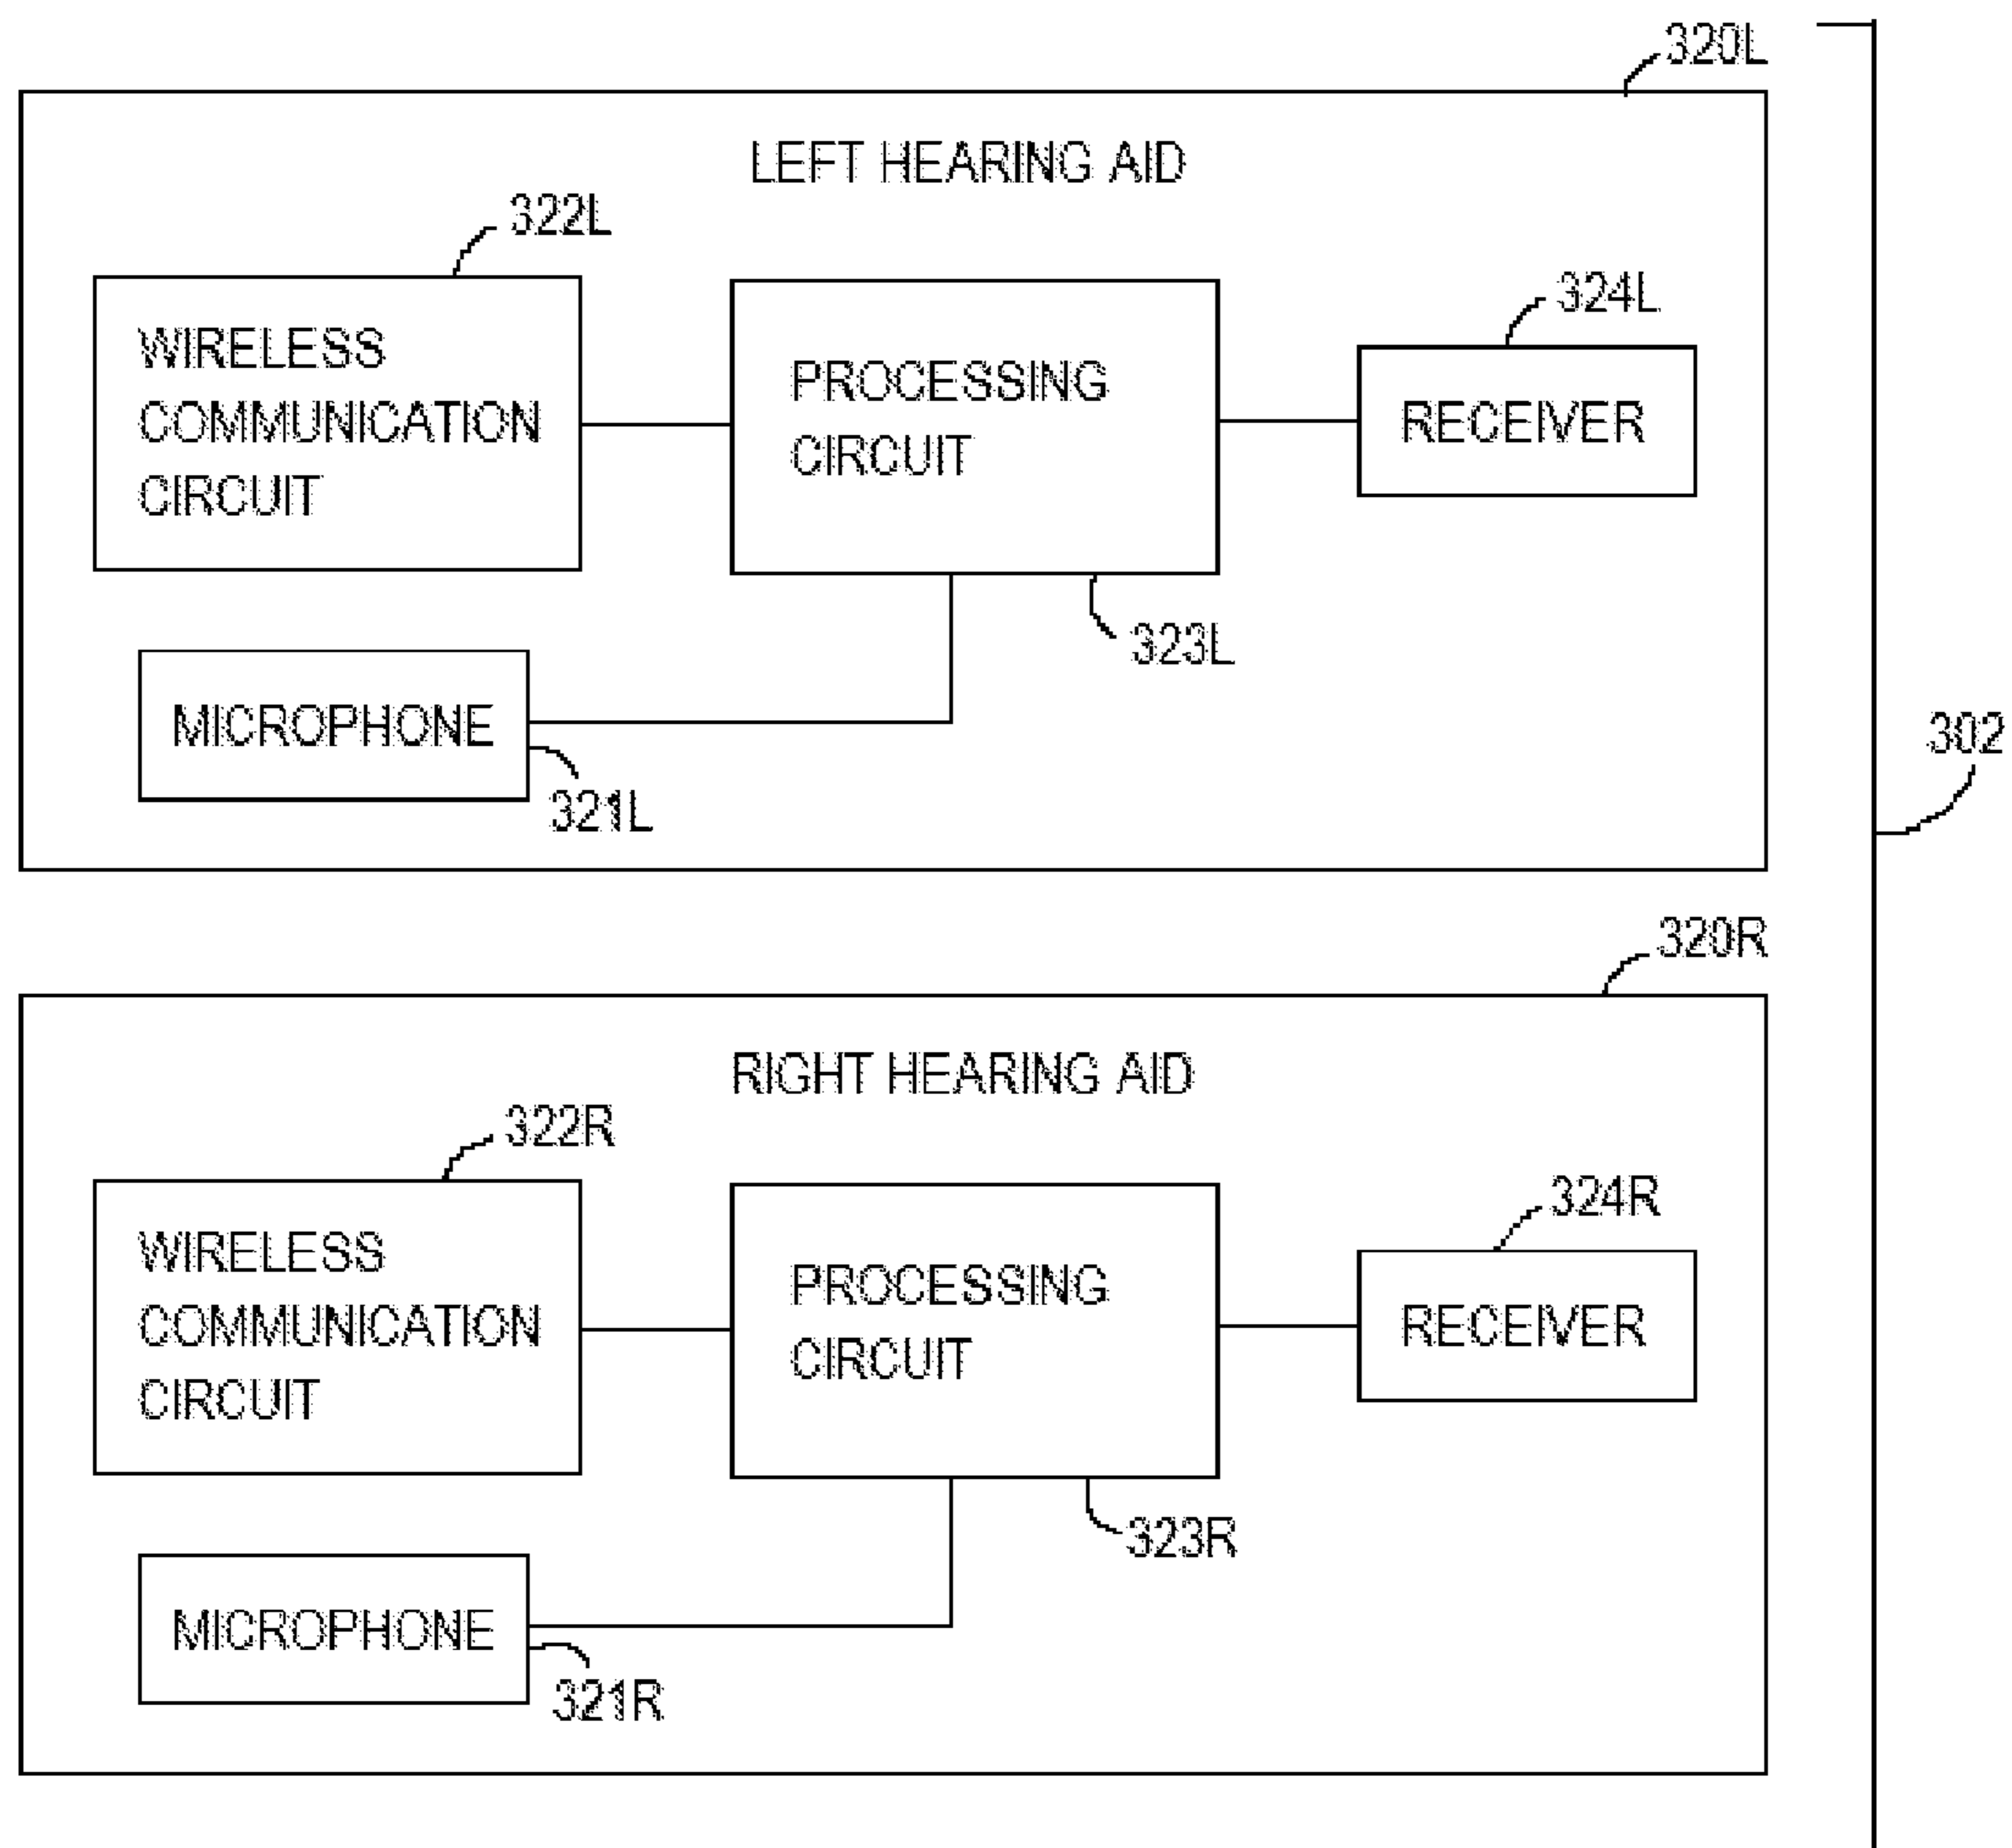 320L
LEFT HEARING AID
322L
WIRELESS
COMMUNICATION
CIRCUIT
PROCESSING
CIRCUIT
324L
RECEIVER
323L
MICROPHONE
321L
302
320R
RIGHT HEARING AID
322R
WIRELESS
COMMUNICATION
CIRCUIT
PROCESSING
CIRCUIT
324R
RECEIVER
323R
MICROPHONE
321R